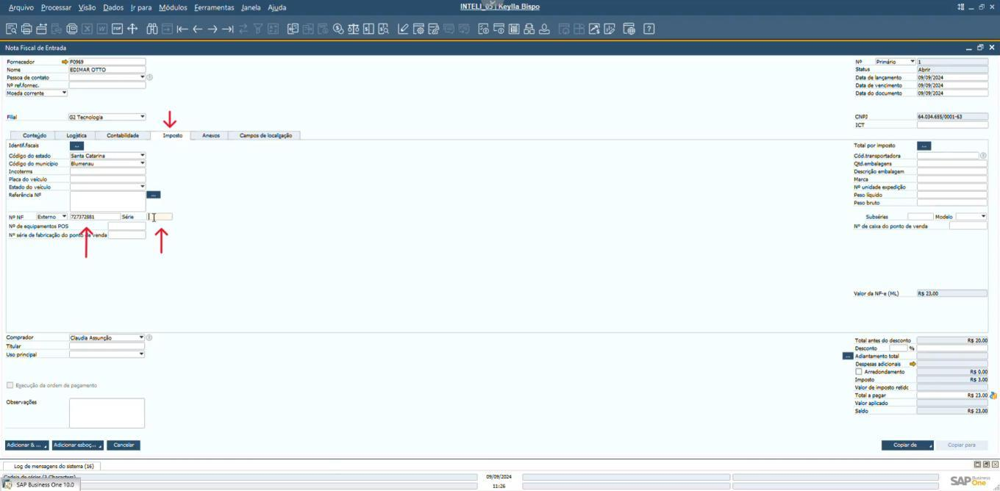 Arquivo Processar Visão Dados Ir para Módulos Ferramentas Janela Ajuda
INTELI_05 | Keylla Bispo
Nota Fiscal de Entrada
Fornecedor F0969
Nome EDIMAR OTTO
Pessoa de contato
Nº ref.fornec.
Moeda corrente
Filial G2 Tecnologia
Nº Primário 1
Status Abrir
Data de lançamento 09/09/2024
Data de vencimento 09/09/2024
Data do documento 09/09/2024
CNPJ 64.034.655/0001-63
ICT
Conteúdo Logística Contabilidade Imposto Anexos Campos de localização
Identif.fiscais ...
Código do estado Santa Catarina
Código do município Blumenau
Incoterms
Placa do veículo
Estado do veículo
Referência NF ...
Nº NF Externo 727372881 Série
Nº de equipamentos POS
Nº série de fabricação do ponto de venda
Total por imposto ...
Cód.transportadora
Qtd.embalagens
Descrição embalagem
Marca
Nº unidade expedição
Peso líquido
Peso bruto
Subséries Modelo
Nº de caixa do ponto de venda
Valor da NF-e (ML) R$ 23,00
Comprador Claudia Assunção
Titular
Uso principal
Execução da ordem de pagamento
Observações
Total antes do desconto R$ 20,00
Desconto %
... Adiantamento total
Despesas adicionais
Arredondamento R$ 0,00
Imposto R$ 3,00
Valor de imposto retidc
Total a pagar R$ 23,00
Valor aplicado
Saldo R$ 23,00
Adicionar & ... Adicionar esboç... Cancelar
Copiar de Copiar para
Log de mensagens do sistema (16)
Cadeia de séries (3 Characters)
09/09/2024
11:26
SAP Business One 10.0
SAP Business One